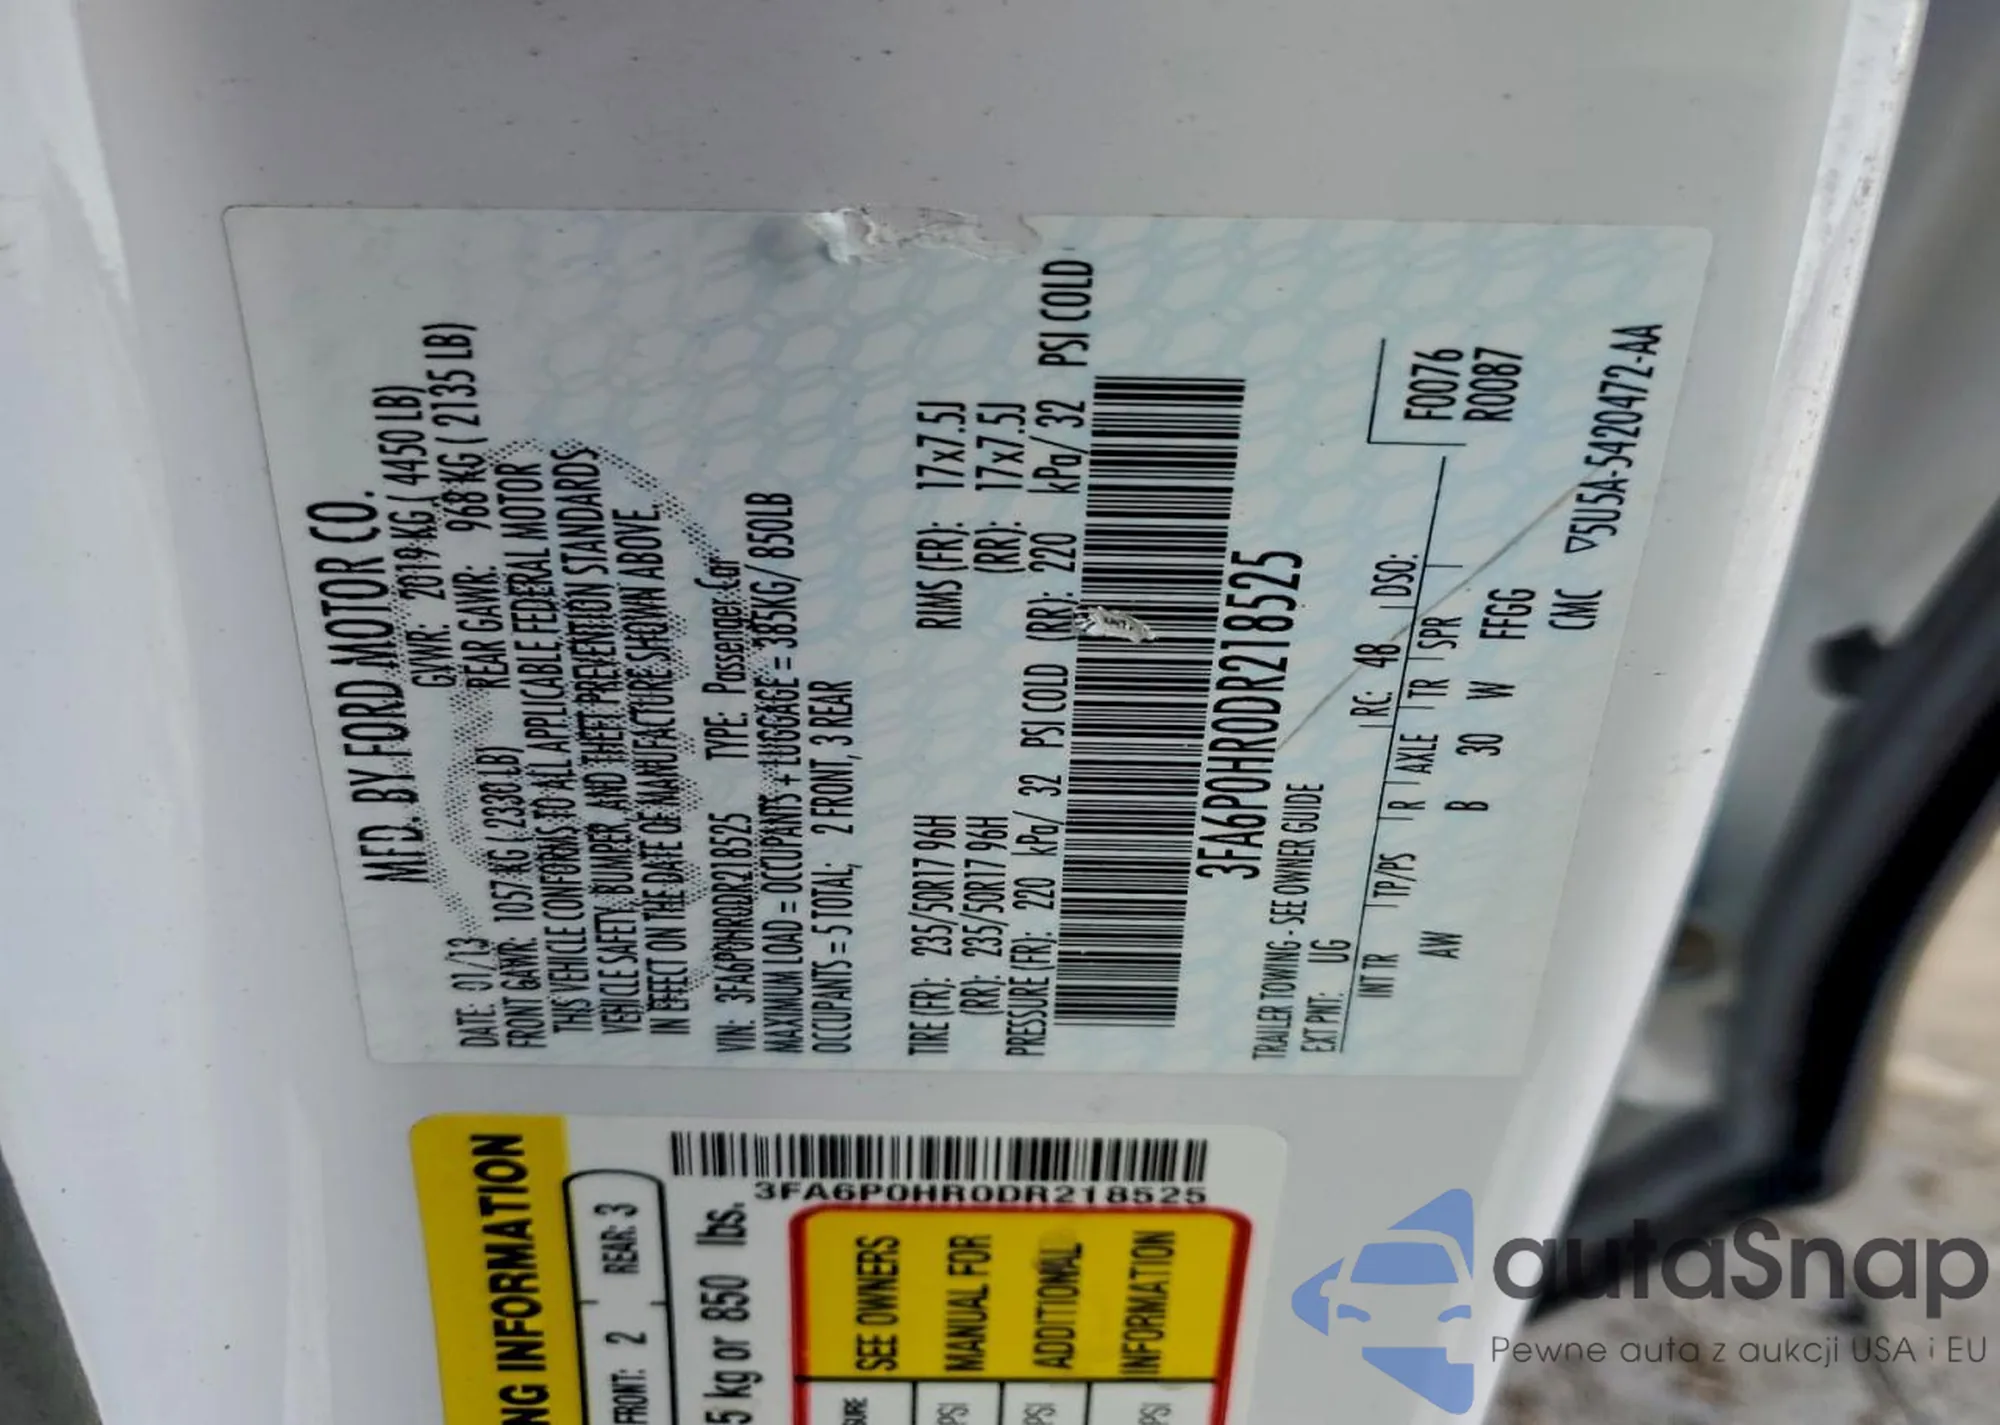 MFD. BY FORD MOTOR CO.
DATE: 01/13 GVWR: 2019 KG ( 4450 LB)
FRONT GAWR: 1057 KG ( 2330 LB) REAR GAWR: 968 KG ( 2135 LB)
THIS VEHICLE CONFORMS TO ALL APPLICABLE FEDERAL MOTOR
VEHICLE SAFETY, BUMPER, AND THEFT PREVENTION STANDARDS
IN EFFECT ON THE DATE OF MANUFACTURE SHOWN ABOVE.
VIN: 3FA6P0HR0DR218525 TYPE: Passenger Car
MAXIMUM LOAD = OCCUPANTS + LUGGAGE = 385KG/ 850LB
OCCUPANTS = 5 TOTAL; 2 FRONT, 3 REAR
TIRE (FR): 235/50R17 96H RIMS (FR): 17x7.5J
(RR): 235/50R17 96H (RR): 17x7.5J
PRESSURE (FR): 220 kPa/ 32 PSI COLD (RR): 220 kPa/ 32 PSI COLD
3FA6P0HR0DR218525
TRAILER TOWING - SEE OWNER GUIDE
EXT PNT: UG RC: 48 DSO:
F0076
R0087
INT TR TP/PS R AXLE TR SPR
AW B 30 W FFGG
CMC ▽5U5A-5420472-AA
NG INFORMATION
FRONT: 2 REAR: 3
5 kg or 850 lbs.
3FA6P0HR0DR218525
SEE OWNERS
MANUAL FOR
ADDITIONAL
INFORMATION
PSI
PSI
PSI
autaSnap
Pewne auta z aukcji USA i EU